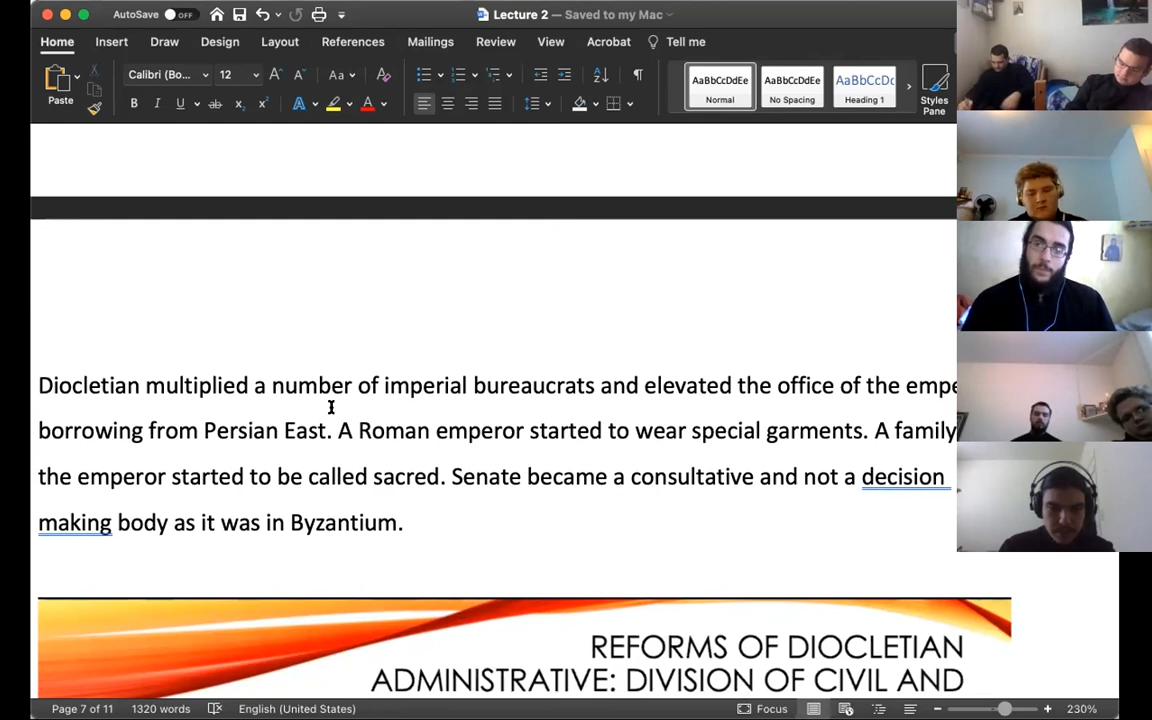 AutoSave OFF
Lecture 2 — Saved to my Mac
Home Insert Draw Design Layout References Mailings Review View Acrobat Tell me
Paste
Calibri (Bo... 12
AaBbCcDdEe AaBbCcDdEe AaBbCcDc
Normal No Spacing Heading 1
Styles
Pane
Diocletian multiplied a number of imperial bureaucrats and elevated the office of the empe
borrowing from Persian East. A Roman emperor started to wear special garments. A family
the emperor started to be called sacred. Senate became a consultative and not a decision
making body as it was in Byzantium.
REFORMS OF DIOCLETIAN
ADMINISTRATIVE: DIVISION OF CIVIL AND
Page 7 of 11 1320 words English (United States) Focus 230%